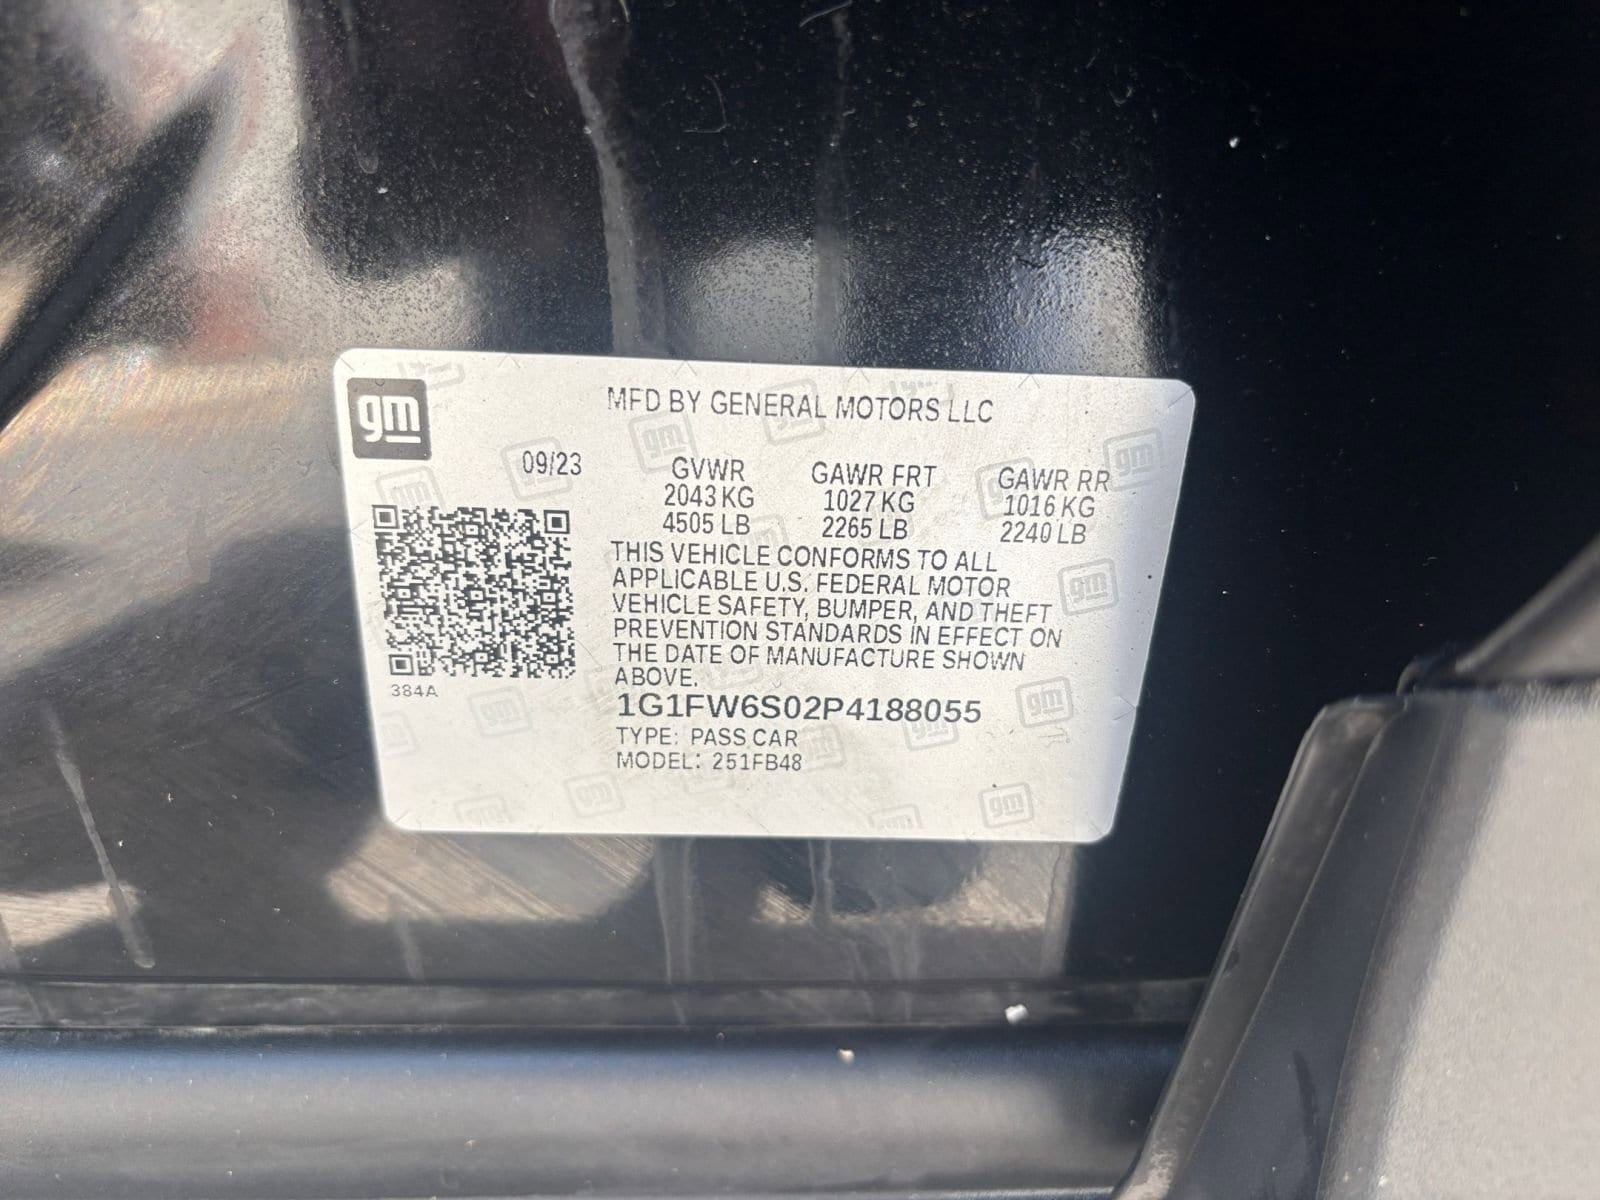 gm
MFD BY GENERAL MOTORS LLC
09/23
GVWR GAWR FRT GAWR RR
2043 KG 1027 KG 1016 KG
4505 LB 2265 LB 2240 LB
THIS VEHICLE CONFORMS TO ALL
APPLICABLE U.S. FEDERAL MOTOR
VEHICLE SAFETY, BUMPER, AND THEFT
PREVENTION STANDARDS IN EFFECT ON
THE DATE OF MANUFACTURE SHOWN
ABOVE.
384A
1G1FW6S02P4188055
TYPE: PASS CAR
MODEL: 251FB48